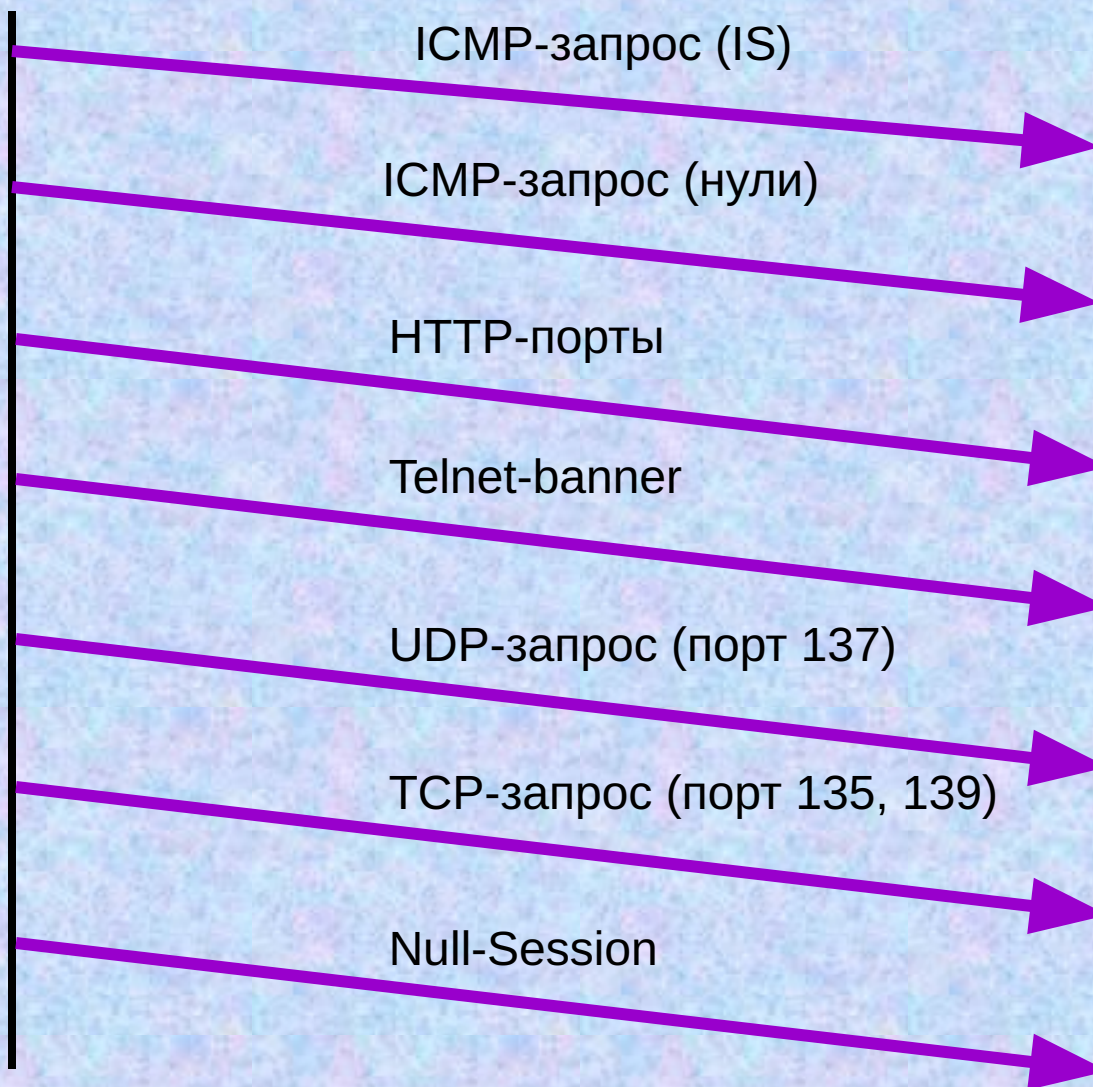 ICMP-запрос (IS)
ICMP-запрос (нули)
HTTP-порты
Telnet-banner
UDP-запрос (порт 137)
TCP-запрос (порт 135, 139)
Null-Session